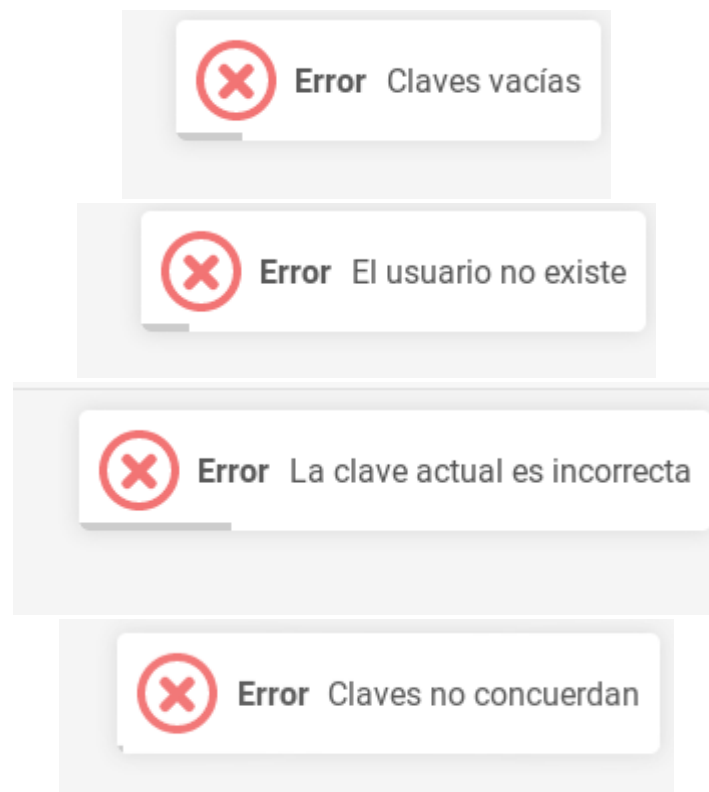 Error Claves vacías
Error El usuario no existe
Error La clave actual es incorrecta
Error Claves no concuerdan